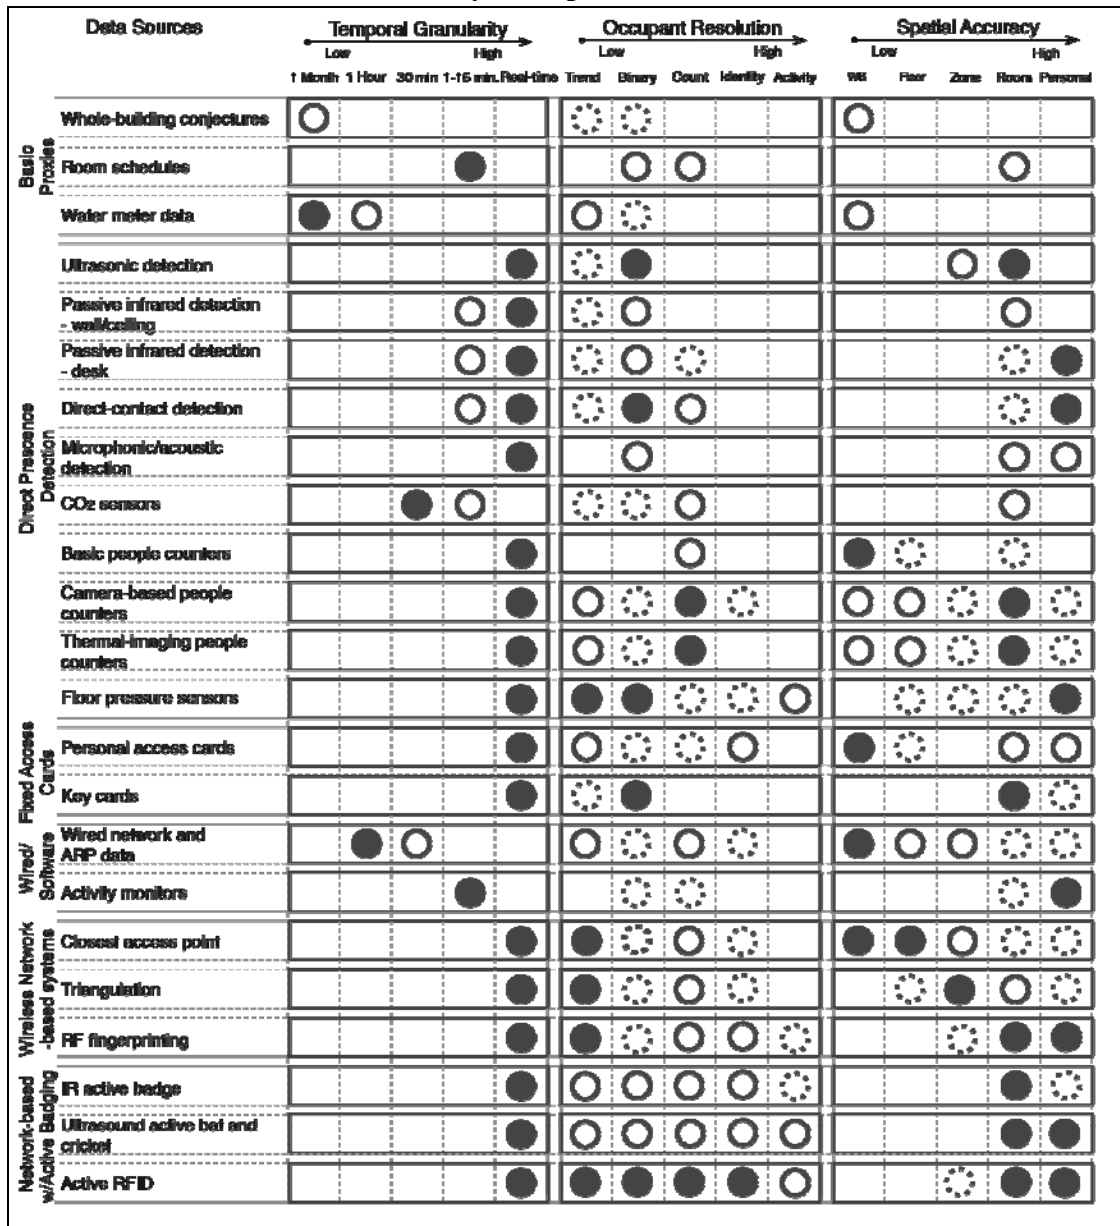 Data Sources
Temporal Granularity
Occupant Resolution
Spatial Accuracy
Low High
Low High
Low High
1 Month 1 Hour 30 min 1-15 min. Real-time Trend Binary Count Identity Activity WB Floor Zone Room Personal
Basic
Proxies
Whole-building conjectures
Room schedules
Water meter data
Direct Prescence
Detection
Ultrasonic detection
Passive infrared detection
- wall/ceiling
Passive infrared detection
- desk
Direct-contact detection
Microphonic/acoustic
detection
CO2 sensors
Basic people counters
Camera-based people
counters
Thermal-imaging people
counters
Floor pressure sensors
Fixed Access
Cards
Personal access cards
Key cards
Wired/
Software
Wired network and
ARP data
Activity monitors
Wireless Network
-based systems
Closest access point
Triangulation
RF fingerprinting
Network-based
w/Active Badging
IR active badge
Ultrasound active bat and
cricket
Active RFID